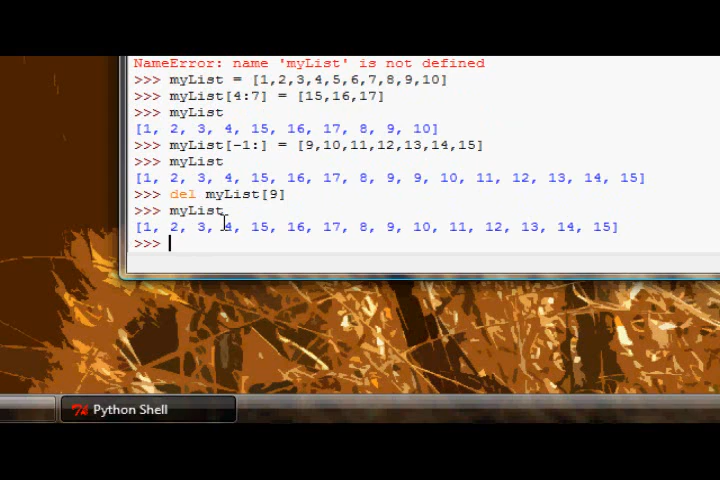 NameError: name 'myList' is not defined
>>> myList = [1,2,3,4,5,6,7,8,9,10]
>>> myList[4:7] = [15,16,17]
>>> myList
[1, 2, 3, 4, 15, 16, 17, 8, 9, 10]
>>> myList[-1:] = [9,10,11,12,13,14,15]
>>> myList
[1, 2, 3, 4, 15, 16, 17, 8, 9, 9, 10, 11, 12, 13, 14, 15]
>>> del myList[9]
>>> myList
[1, 2, 3, 4, 15, 16, 17, 8, 9, 10, 11, 12, 13, 14, 15]
>>>
Python Shell